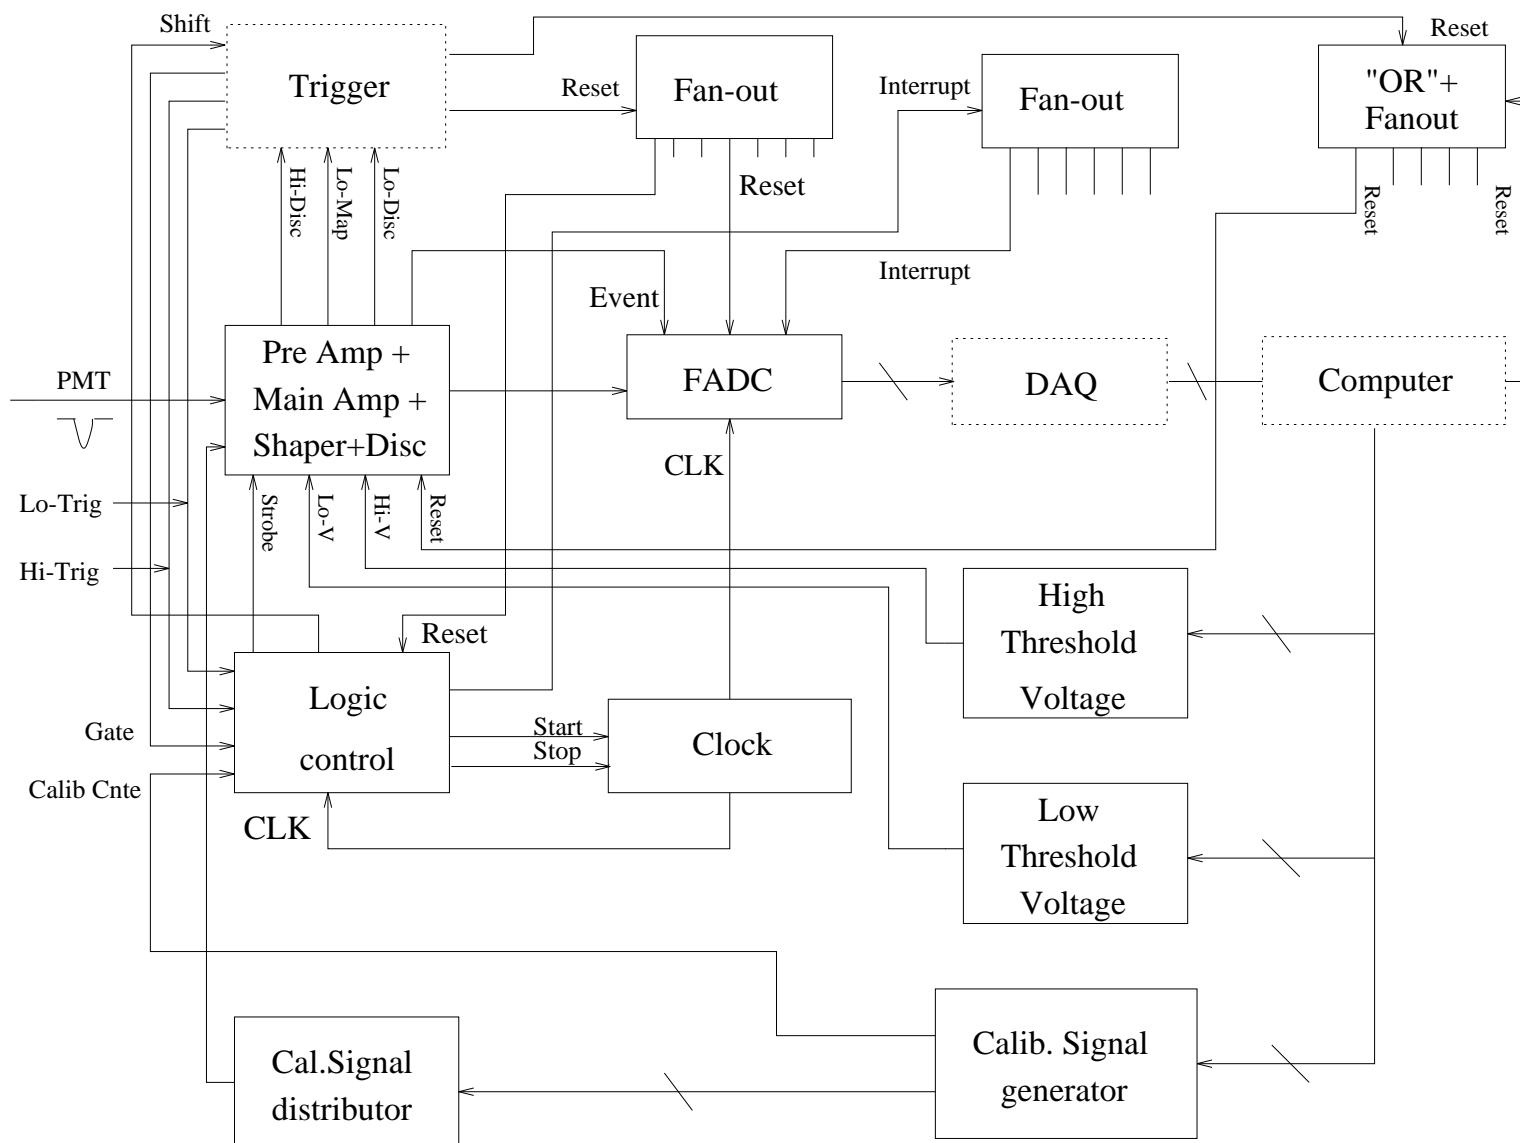 Shift
Reset
Trigger
Reset
Fan-out
Interrupt
Fan-out
"OR"+
Fanout
Hi-Disc
Lo-Map
Lo-Disc
Reset
Reset
Reset
Interrupt
Event
PMT
Pre Amp +
Main Amp +
Shaper+Disc
FADC
DAQ
Computer
CLK
Lo-Trig
Strobe
Lo-V
Hi-V
Reset
Hi-Trig
High
Threshold
Voltage
Reset
Logic
control
Gate
Start
Stop
Clock
Calib Cnte
CLK
Low
Threshold
Voltage
Cal.Signal
distributor
Calib. Signal
generator